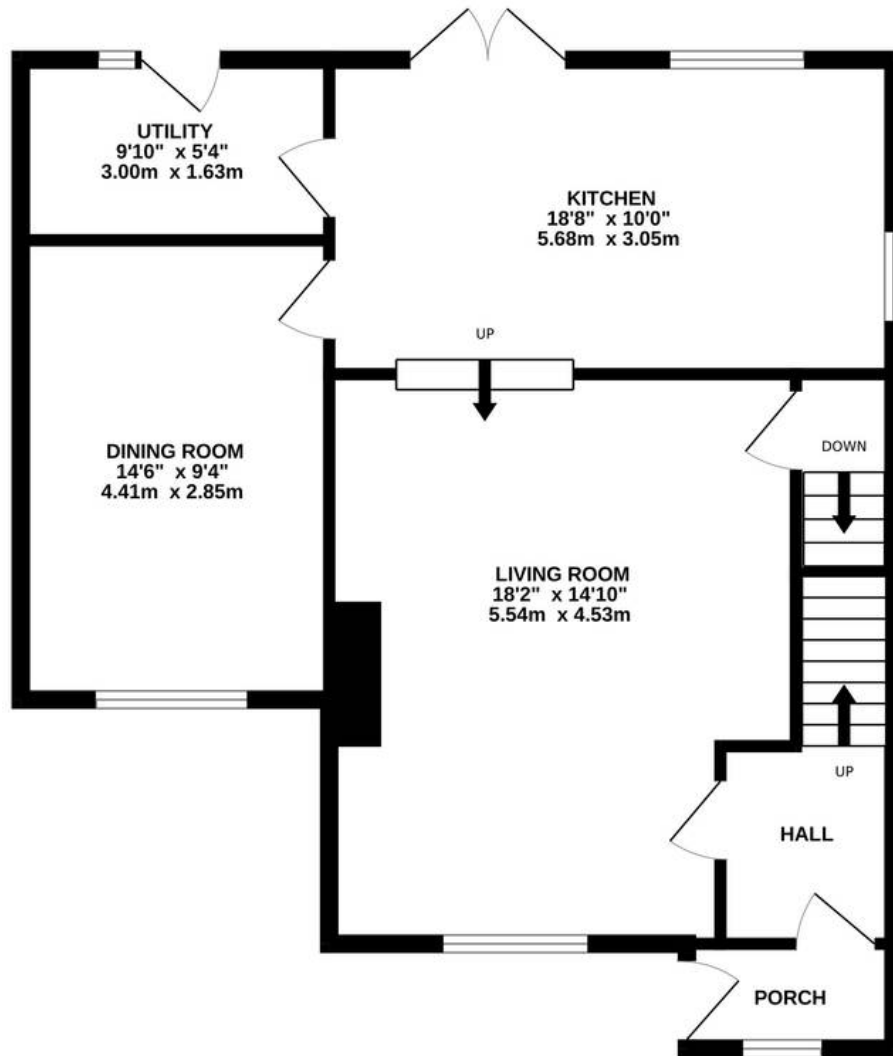 UTILITY
9'10" x 5'4"
3.00m x 1.63m
KITCHEN
18'8" x 10'0"
5.68m x 3.05m
UP
DINING ROOM
14'6" x 9'4"
4.41m x 2.85m
DOWN
LIVING ROOM
18'2" x 14'10"
5.54m x 4.53m
UP
HALL
PORCH